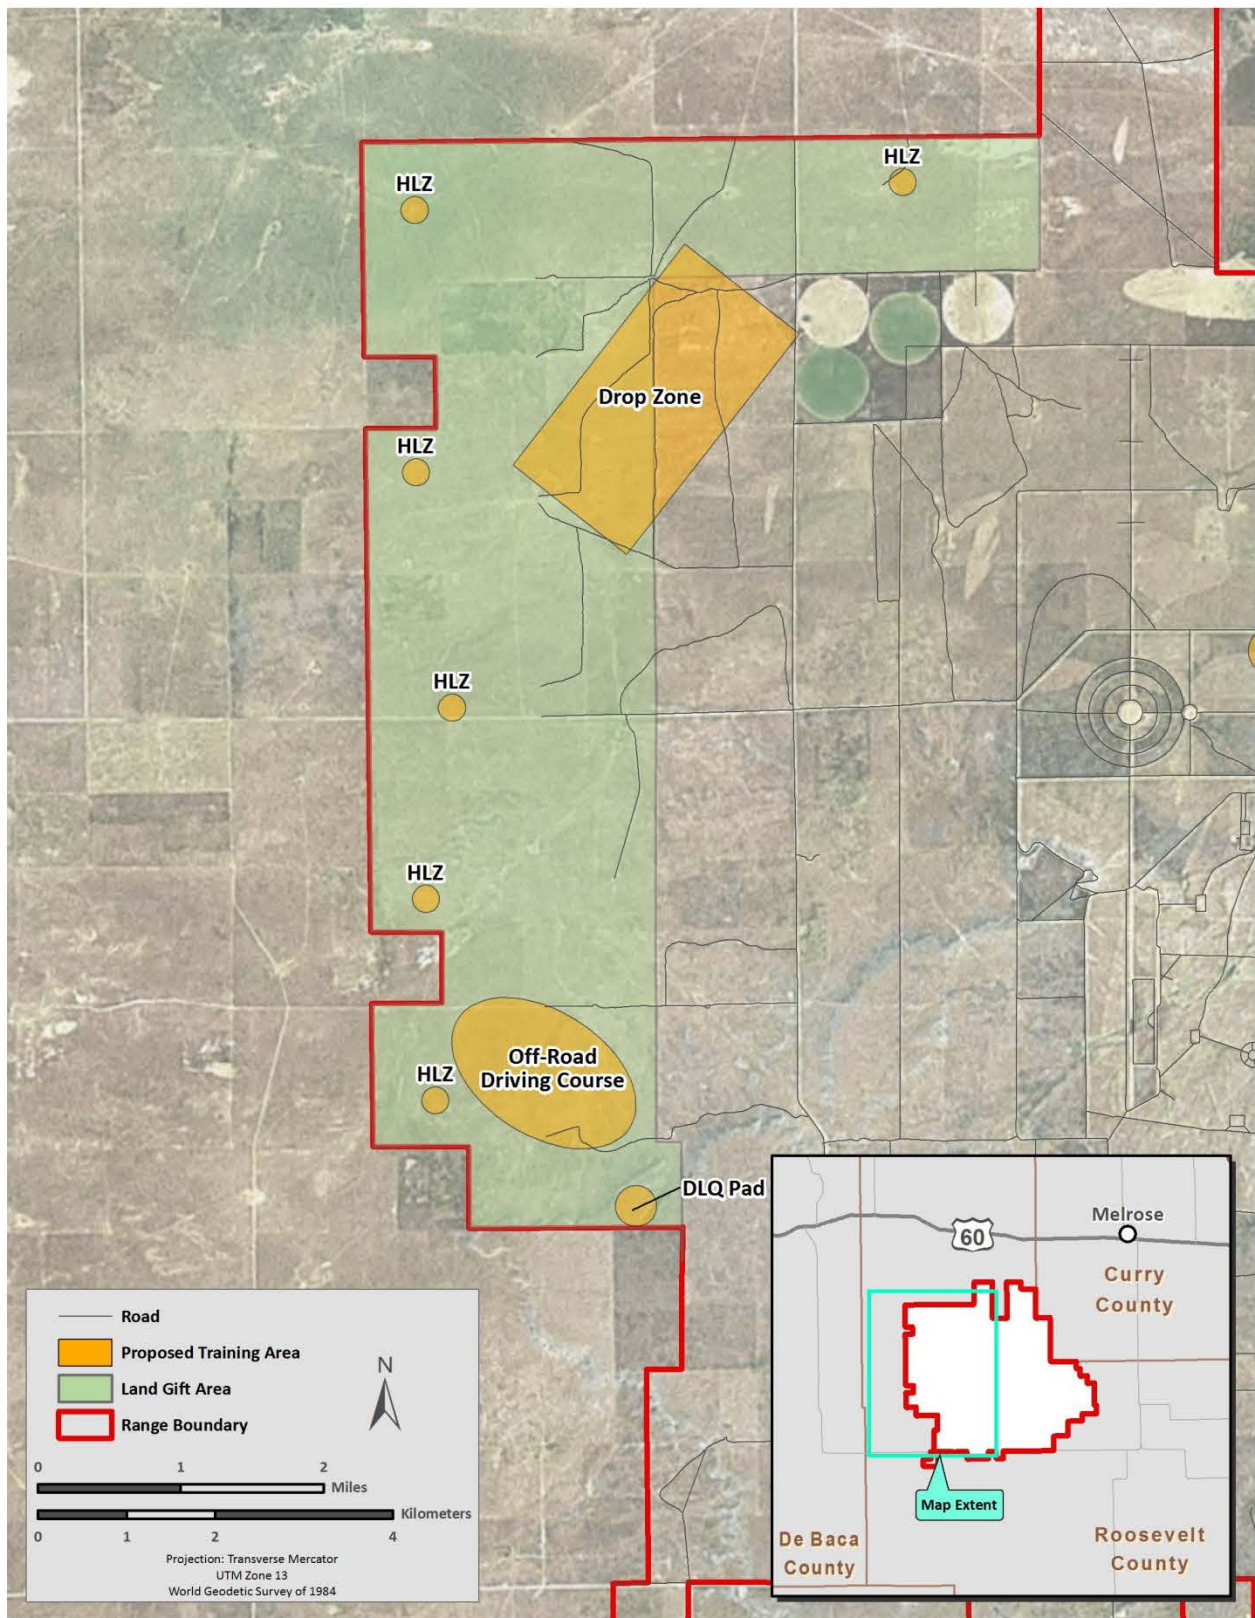 HLZ
HLZ
Drop Zone
HLZ
HLZ
HLZ
Off-Road
Driving Course
HLZ
DLQ Pad
Road
Proposed Training Area
Land Gift Area
Range Boundary
N
0 1 2
Miles
Kilometers
0 1 2 4
Projection: Transverse Mercator
UTM Zone 13
World Geodetic Survey of 1984
Melrose
60
Curry
County
Map Extent
De Baca
County
Roosevelt
County